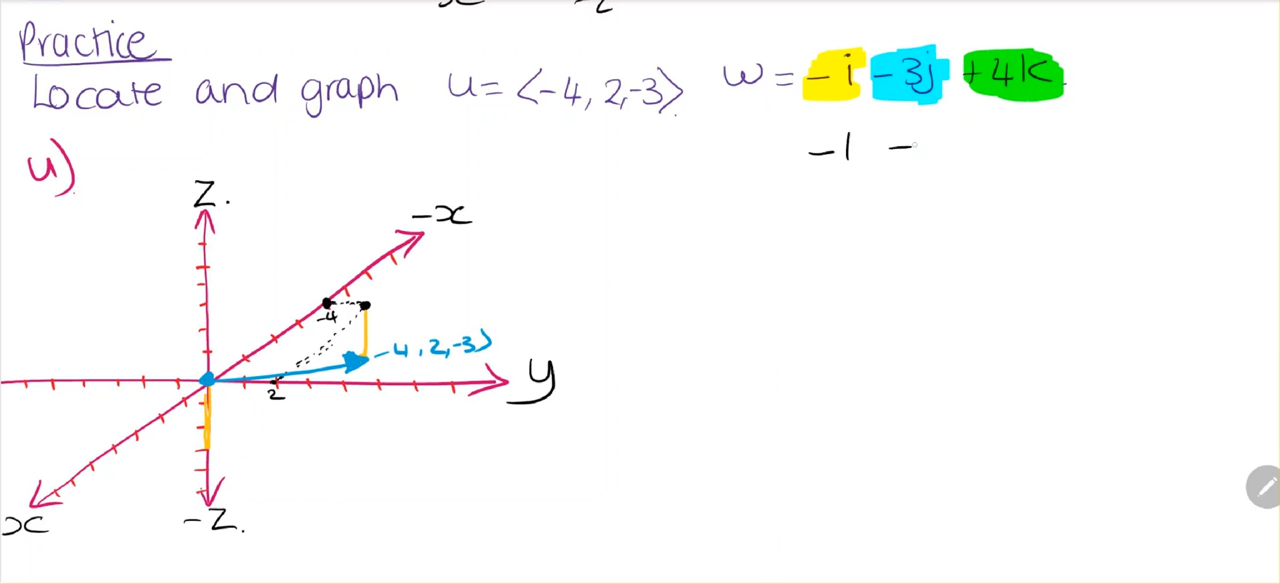 Practice
Locate and graph u = <-4, 2, -3> w = -i -3j +4k
-1 -
u)
z.
-x
-4
-4, 2, -3>
y
2
x
-z.